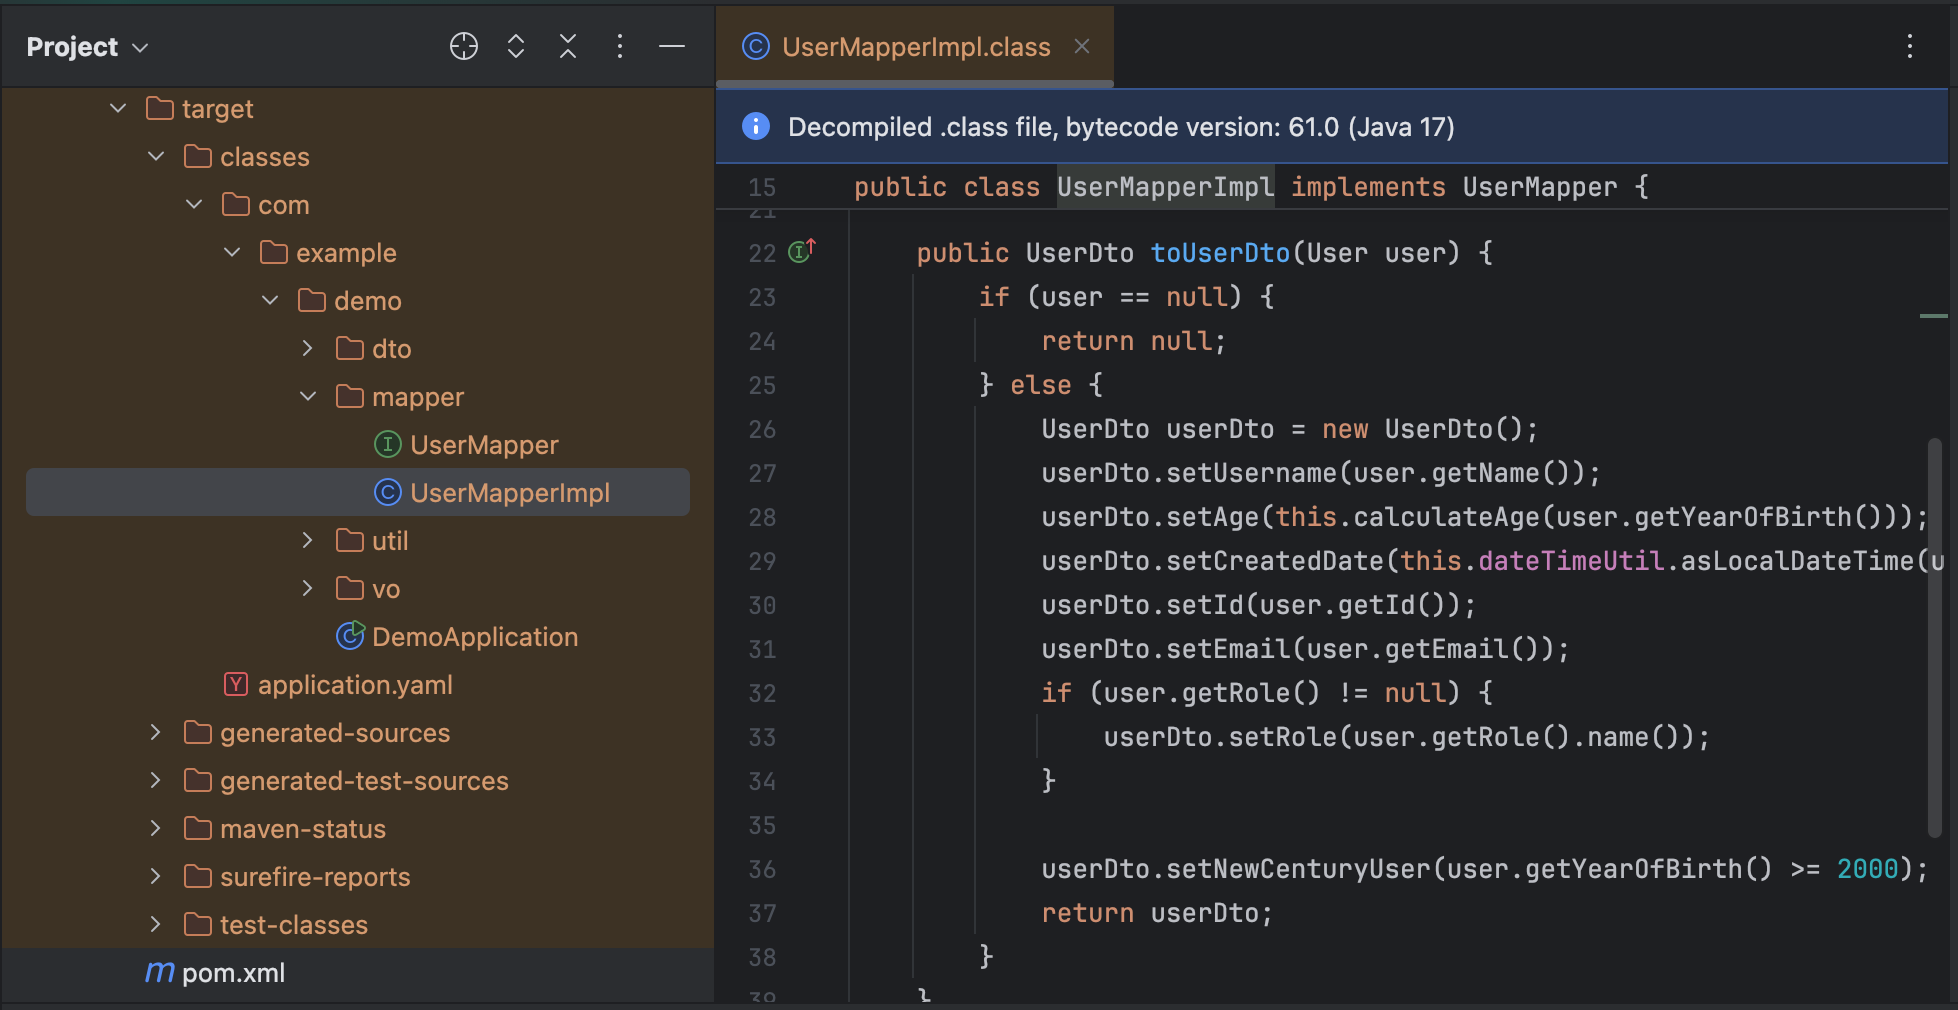 Project
target
classes
com
example
demo
dto
mapper
UserMapper
UserMapperImpl
util
vo
DemoApplication
application.yaml
generated-sources
generated-test-sources
maven-status
surefire-reports
test-classes
pom.xml
UserMapperImpl.class
Decompiled .class file, bytecode version: 61.0 (Java 17)
15 public class UserMapperImpl implements UserMapper {
21
22 public UserDto toUserDto(User user) {
23 if (user == null) {
24 return null;
25 } else {
26 UserDto userDto = new UserDto();
27 userDto.setUsername(user.getName());
28 userDto.setAge(this.calculateAge(user.getYearOfBirth()));
29 userDto.setCreatedDate(this.dateTimeUtil.asLocalDateTime(u
30 userDto.setId(user.getId());
31 userDto.setEmail(user.getEmail());
32 if (user.getRole() != null) {
33 userDto.setRole(user.getRole().name());
34 }
35
36 userDto.setNewCenturyUser(user.getYearOfBirth() >= 2000);
37 return userDto;
38 }
39 }